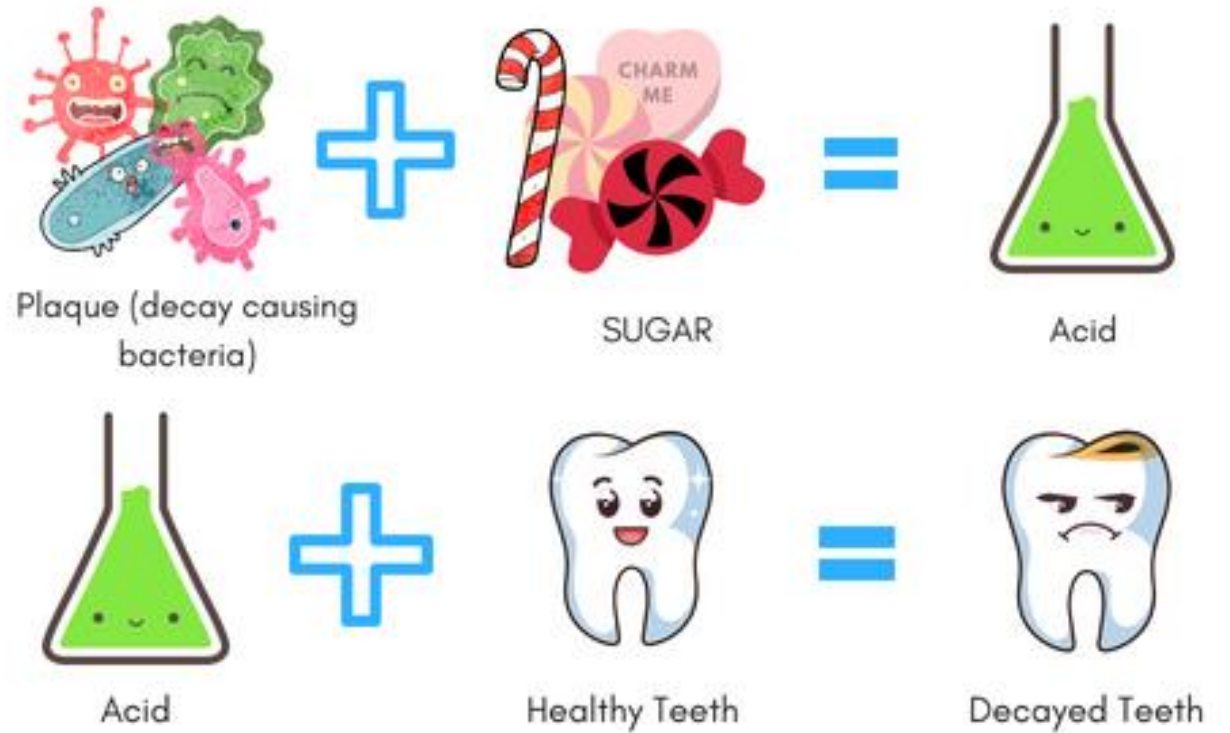 CHARM
ME
Plaque (decay causing
bacteria)
SUGAR
Acid
Acid
Healthy Teeth
Decayed Teeth